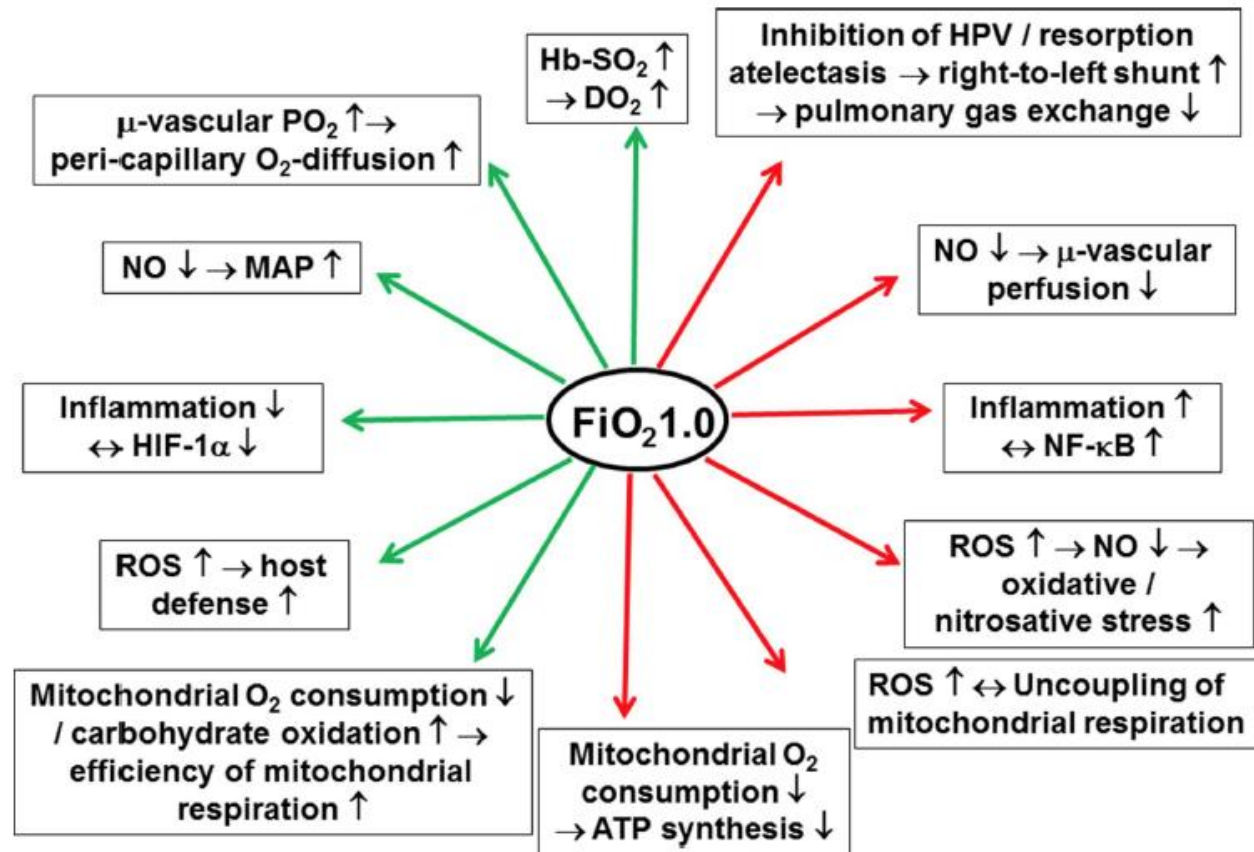 Hb-SO₂ ↑
→ DO₂ ↑
Inhibition of HPV / resorption
atelectasis → right-to-left shunt ↑
→ pulmonary gas exchange ↓
μ-vascular PO₂ ↑→
peri-capillary O₂-diffusion ↑
NO ↓ → MAP ↑
NO ↓ → μ-vascular
perfusion ↓
Inflammation ↓
↔ HIF-1α ↓
FiO₂1.0
Inflammation ↑
↔ NF-κB ↑
ROS ↑ → host
defense ↑
ROS ↑ → NO ↓ →
oxidative /
nitrosative stress ↑
Mitochondrial O₂ consumption ↓
/ carbohydrate oxidation ↑ →
efficiency of mitochondrial
respiration ↑
Mitochondrial O₂
consumption ↓
→ ATP synthesis ↓
ROS ↑ ↔ Uncoupling of
mitochondrial respiration